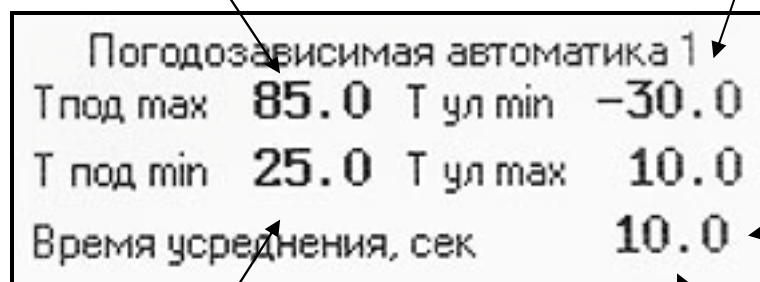 Погодозависимая автоматика 1
Тпод max 85.0 Т ул min −30.0
Т под min 25.0 Т ул max 10.0
Время усреднения, сек 10.0